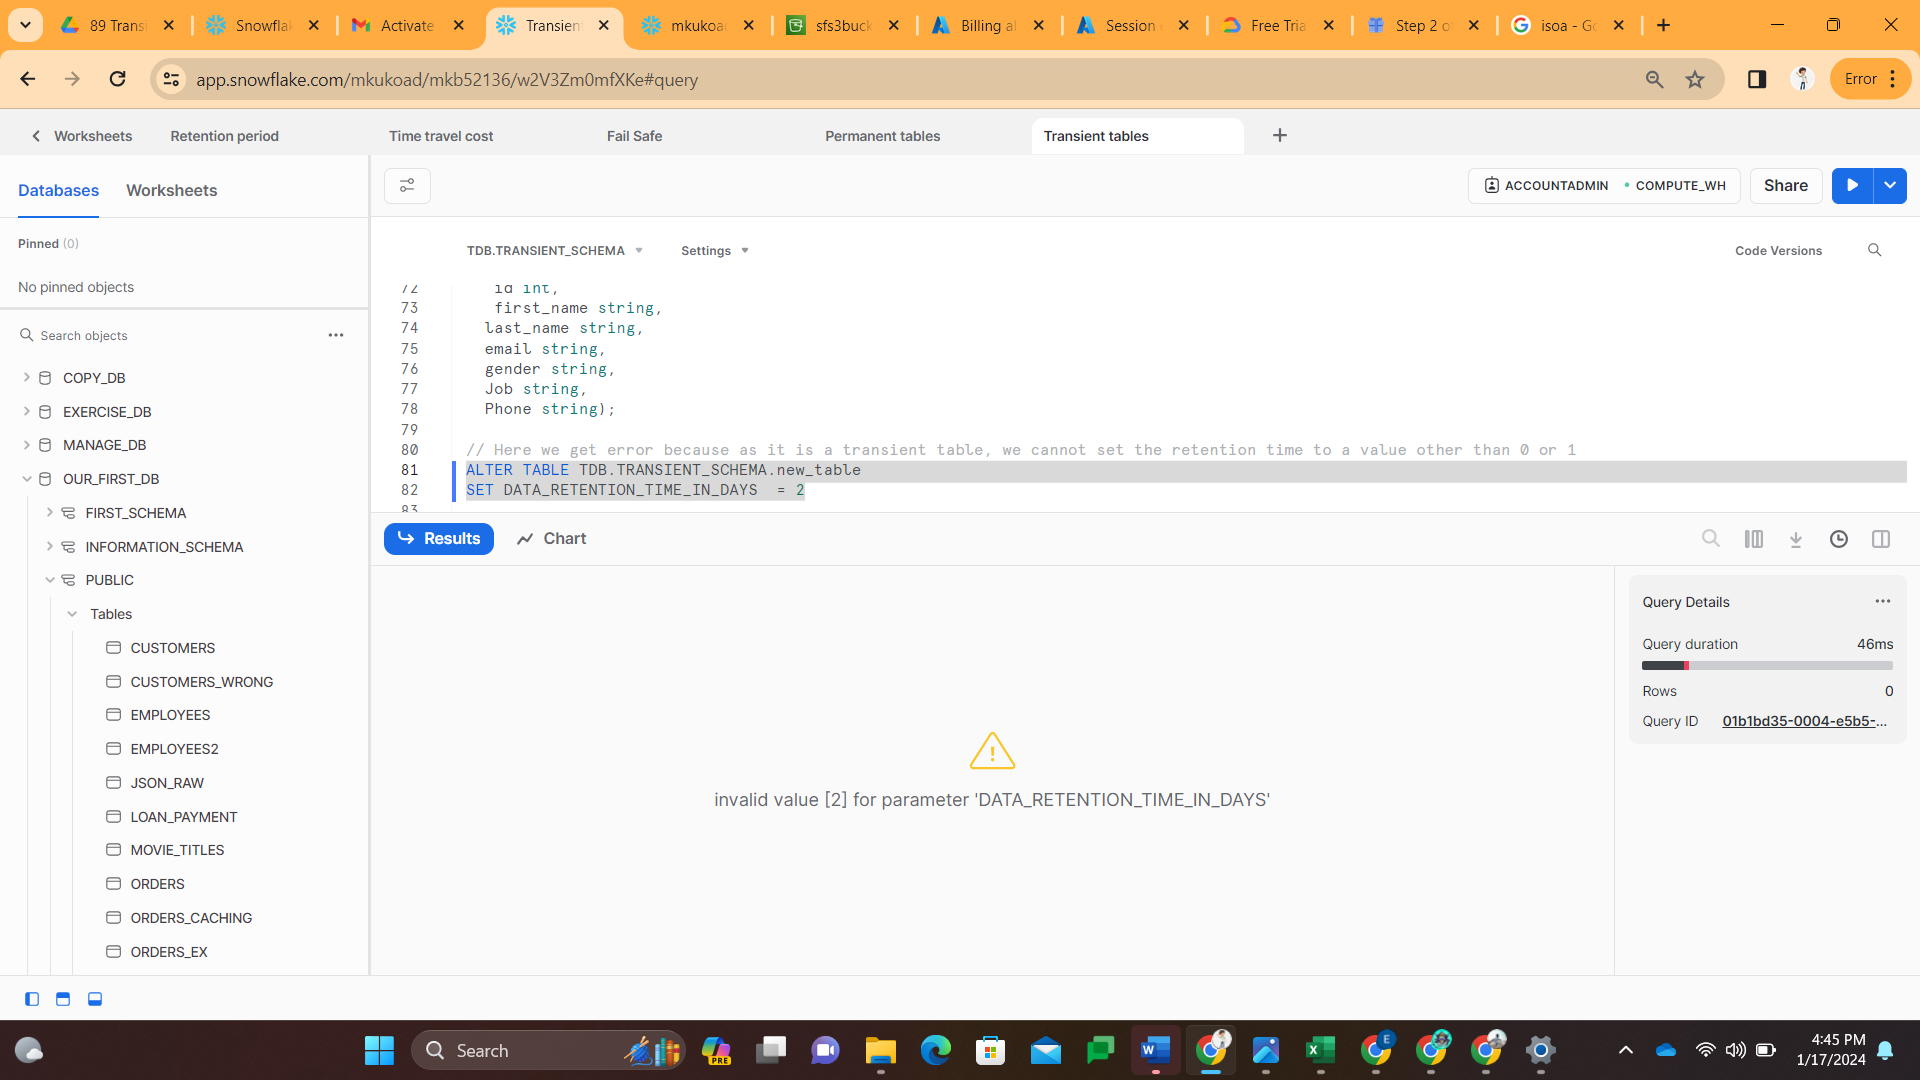 89 Transi
Snowflak
Activate
Transien
mkukoad
sfs3buck
Billing al
Session
Free Tria
Step 2 o
isoa - Go
app.snowflake.com/mkukoad/mkb52136/w2V3Zm0mfXKe#query
Error
Worksheets
Retention period
Time travel cost
Fail Safe
Permanent tables
Transient tables
Databases
Worksheets
ACCOUNTADMIN
COMPUTE_WH
Share
Pinned (0)
No pinned objects
TDB.TRANSIENT_SCHEMA
Settings
Code Versions
Search objects
COPY_DB
EXERCISE_DB
MANAGE_DB
OUR_FIRST_DB
FIRST_SCHEMA
INFORMATION_SCHEMA
PUBLIC
Tables
CUSTOMERS
CUSTOMERS_WRONG
EMPLOYEES
EMPLOYEES2
JSON_RAW
LOAN_PAYMENT
MOVIE_TITLES
ORDERS
ORDERS_CACHING
ORDERS_EX
72 id int,
73 first_name string,
74 last_name string,
75 email string,
76 gender string,
77 Job string,
78 Phone string);
79
80 // Here we get error because as it is a transient table, we cannot set the retention time to a value other than 0 or 1
81 ALTER TABLE TDB.TRANSIENT_SCHEMA.new_table
82 SET DATA_RETENTION_TIME_IN_DAYS = 2
83
Results
Chart
invalid value [2] for parameter 'DATA_RETENTION_TIME_IN_DAYS'
Query Details
Query duration 46ms
Rows 0
Query ID 01b1bd35-0004-e5b5-...
Search
PRE
E
4:45 PM
1/17/2024